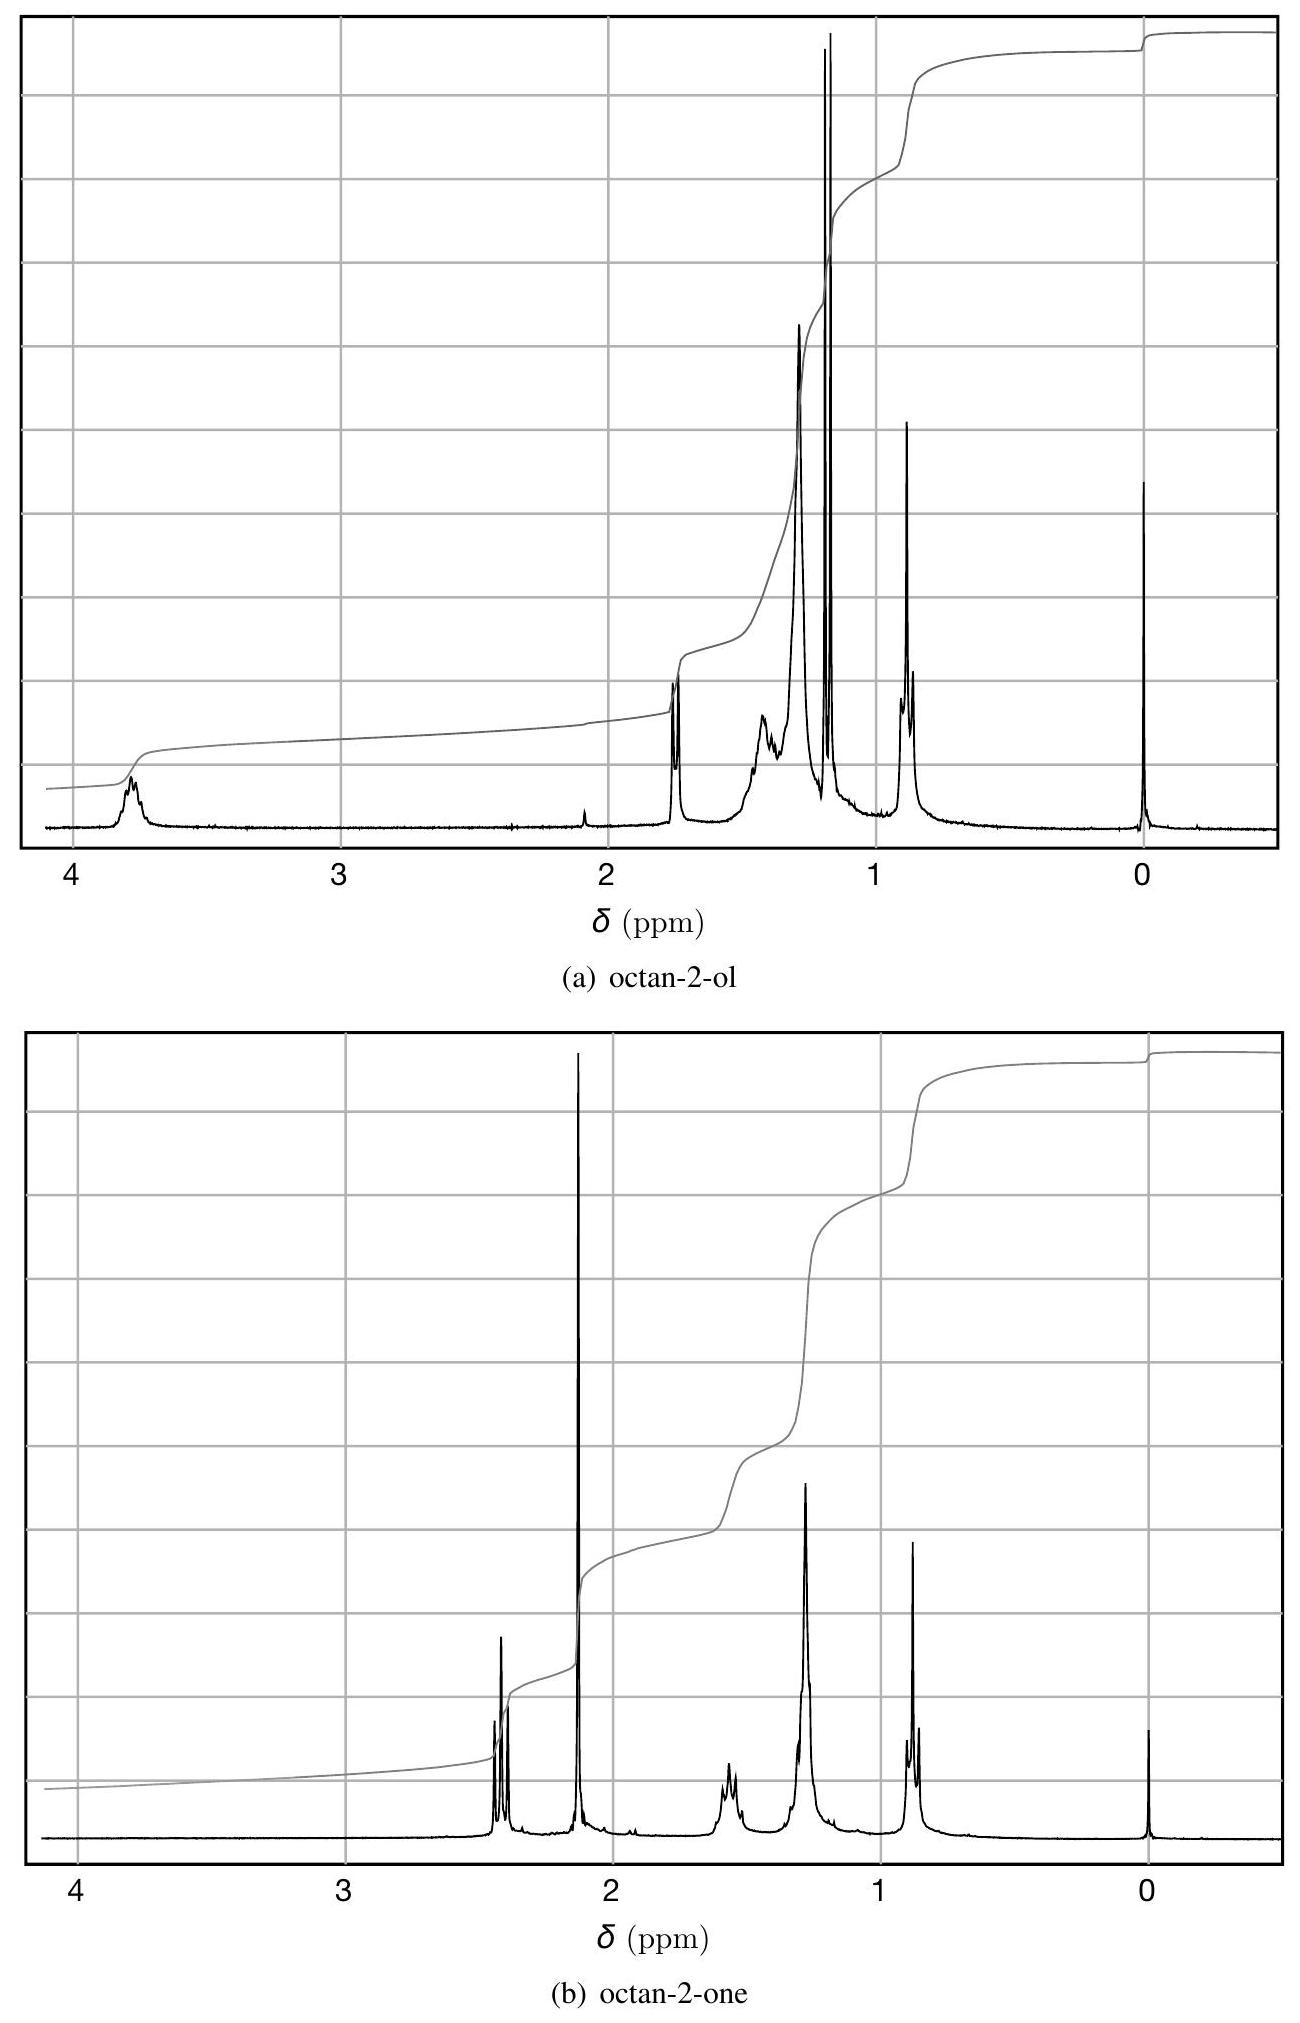 4 3 2 1 0
δ (ppm)
(a) octan-2-ol
4 3 2 1 0
δ (ppm)
(b) octan-2-one